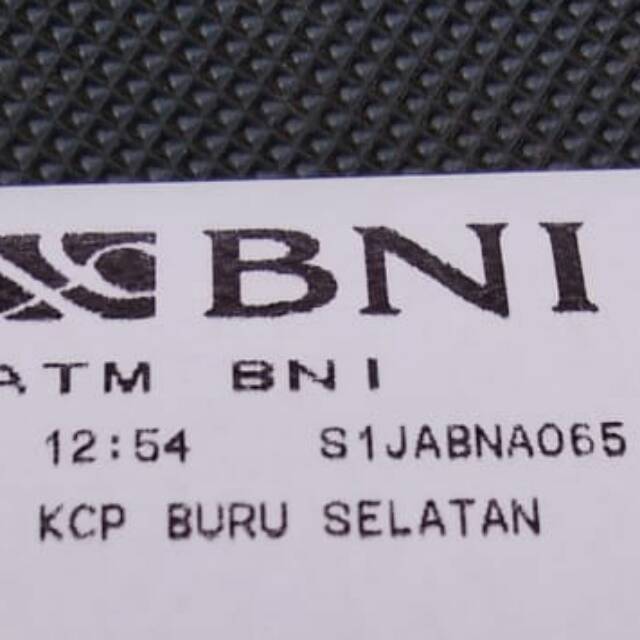 BNI
ATM BNI
12:54 S1JABNA065
KCP BURU SELATAN